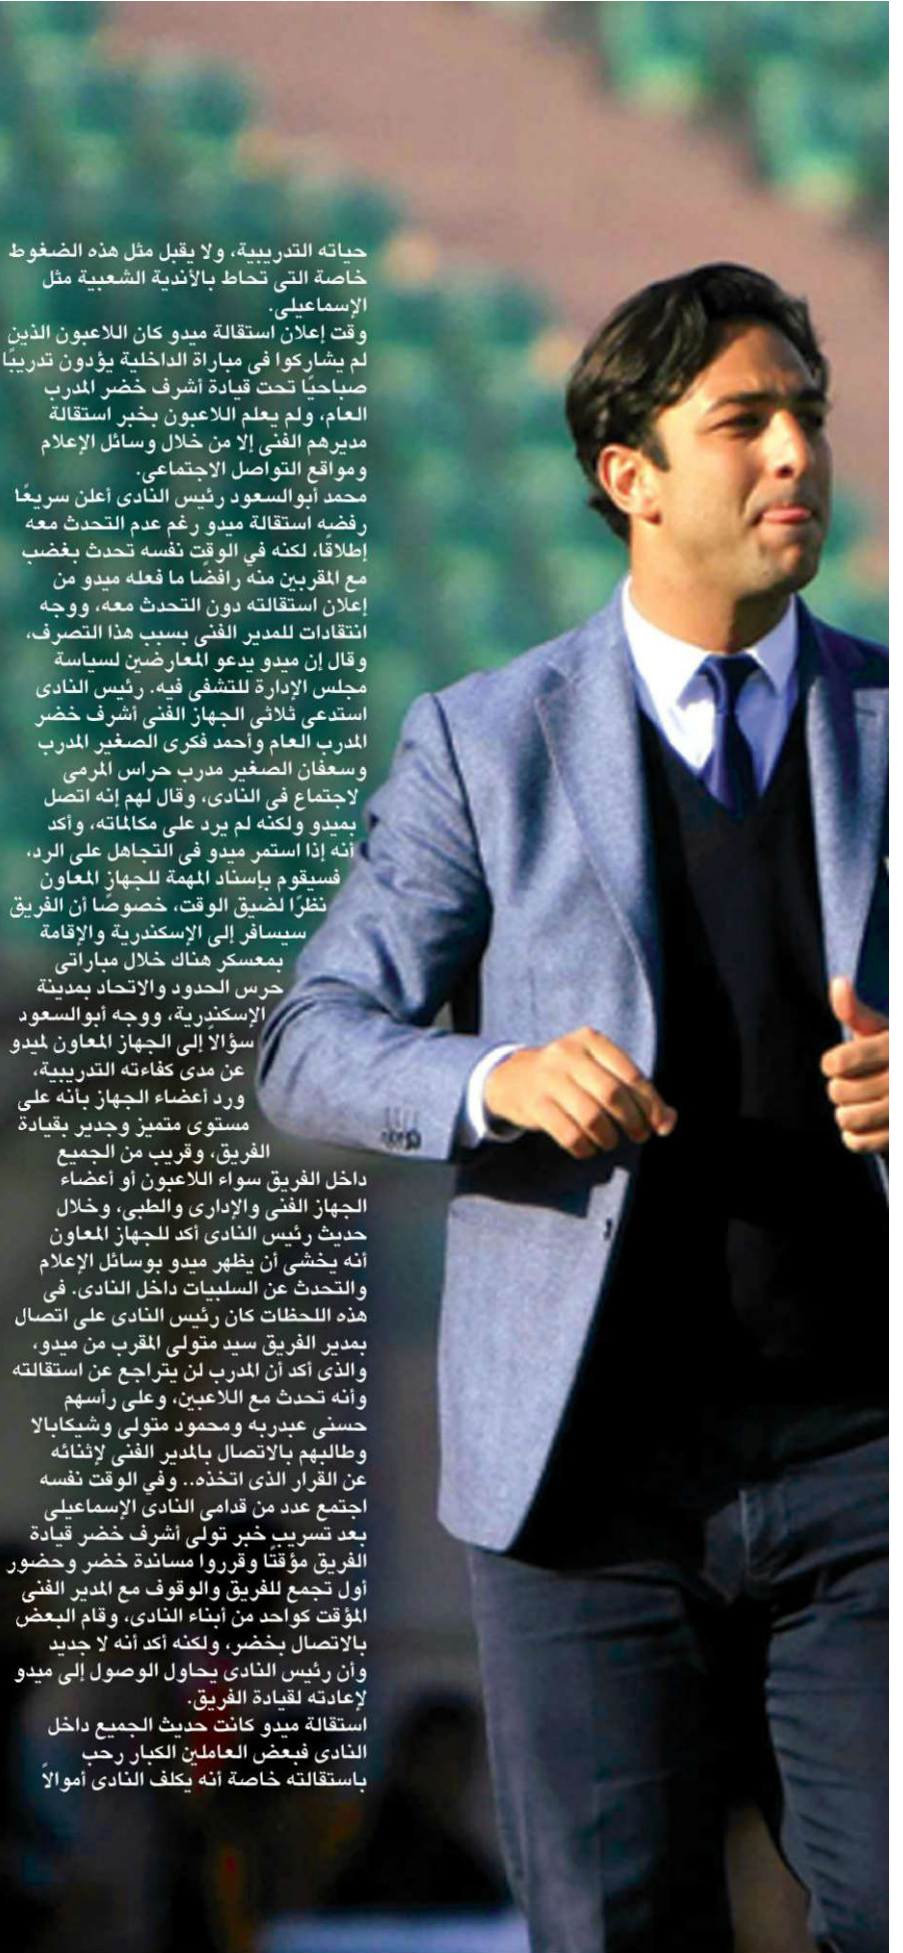 حياته التدريبية، ولا يقبل مثل هذه الضغوط
خاصة التى تحاط بالأندية الشعبية مثل
الإسماعيلى.
وقت إعلان استقالة ميدو كان اللاعبون الذين
لم يشاركوا فى مباراة الداخلية يؤدون تدريبًا
صباحيًا تحت قيادة أشرف خضر المدرب
العام، ولم يعلم اللاعبون بخبر استقالة
مديرهم الفنى إلا من خلال وسائل الإعلام
ومواقع التواصل الاجتماعى.
محمد أبوالسعود رئيس النادى أعلن سريعًا
رفضه استقالة ميدو رغم عدم التحدث معه
إطلاقًا، لكنه في الوقت نفسه تحدث بغضب
مع المقربين منه رافضًا ما فعله ميدو من
إعلان استقالته دون التحدث معه، ووجه
انتقادات للمدير الفنى بسبب هذا التصرف،
وقال إن ميدو يدعو المعارضين لسياسة
مجلس الإدارة للتشفى فيه. رئيس النادى
استدعى ثلاثى الجهاز الفنى أشرف خضر
المدرب العام وأحمد فكرى الصغير المدرب
وسعفان الصغير مدرب حراس المرمى
لاجتماع فى النادى، وقال لهم إنه اتصل
بميدو ولكنه لم يرد على مكالماته، وأكد
أنه إذا استمر ميدو فى التجاهل على الرد،
فسيقوم بإسناد المهمة للجهاز المعاون
نظرًا لضيق الوقت، خصوصًا أن الفريق
سيسافر إلى الإسكندرية والإقامة
بمعسكر هناك خلال مباراتى
حرس الحدود والاتحاد بمدينة
الإسكندرية، ووجه أبوالسعود
سؤالاً إلى الجهاز المعاون لميدو
عن مدى كفاءته التدريبية،
ورد أعضاء الجهاز بأنه على
مستوى متميز وجدير بقيادة
الفريق، وقريب من الجميع
داخل الفريق سواء اللاعبون أو أعضاء
الجهاز الفنى والإدارى والطبى، وخلال
حديث رئيس النادى أكد للجهاز المعاون
أنه يخشى أن يظهر ميدو بوسائل الإعلام
والتحدث عن السلبيات داخل النادى. فى
هذه اللحظات كان رئيس النادى على اتصال
بمدير الفريق سيد متولى المقرب من ميدو،
والذى أكد أن المدرب لن يتراجع عن استقالته
وأنه تحدث مع اللاعبين، وعلى رأسهم
حسنى عبدربه ومحمود متولى وشيكابالا
وطالبهم بالاتصال بالمدير الفنى لإثنائه
عن القرار الذى اتخذه.. وفي الوقت نفسه
اجتمع عدد من قدامى النادى الإسماعيلى
بعد تسريب خبر تولى أشرف خضر قيادة
الفريق مؤقتًا وقرروا مساندة خضر وحضور
أول تجمع للفريق والوقوف مع المدير الفنى
المؤقت كواحد من أبناء النادى، وقام البعض
بالاتصال بخضر، ولكنه أكد أنه لا جديد
وأن رئيس النادى يحاول الوصول إلى ميدو
لإعادته لقيادة الفريق.
استقالة ميدو كانت حديث الجميع داخل
النادى فبعض العاملين الكبار رحب
باستقالته خاصة أنه يكلف النادى أموالاً